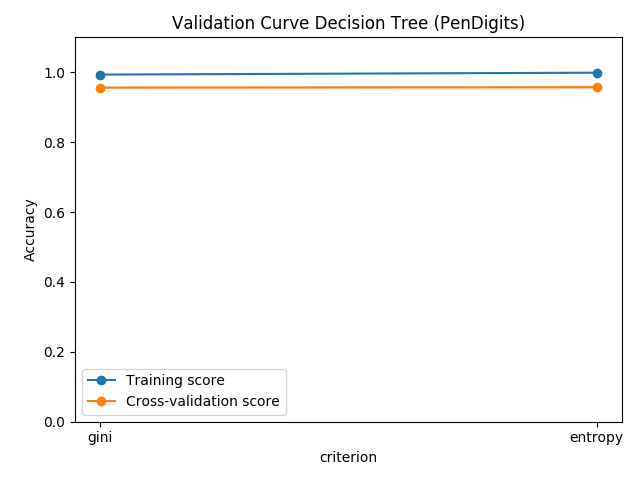 Validation Curve Decision Tree (PenDigits)
1.0
0.8
0.6
0.4
0.2
0.0
Accuracy
Training score
Cross-validation score
gini
entropy
criterion